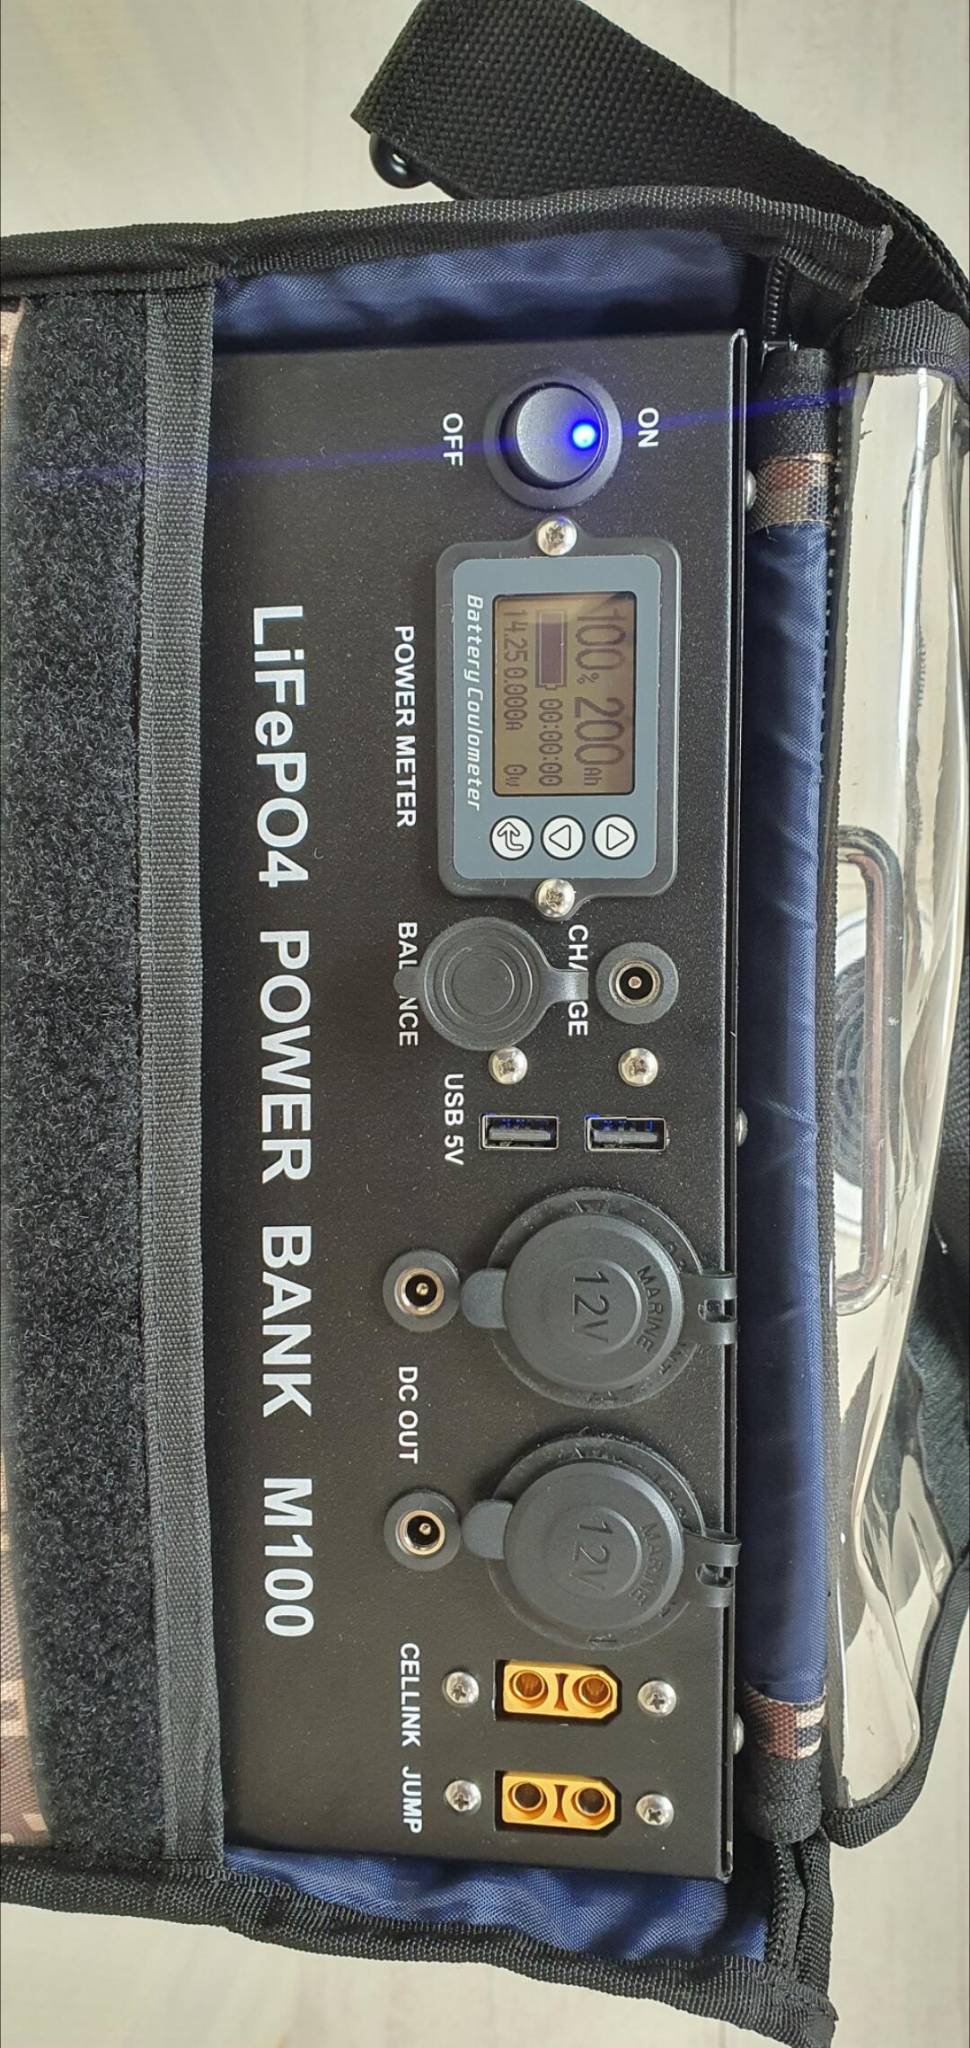 ON
OFF
100% 200Ah
00:00:00
14.25 0.000A 0W
Battery Coulometer
POWER METER
CHARGE
BALANCE
USB 5V
MARINE
12V
MARINE
12V
DC OUT
CELLINK JUMP
LiFePO4 POWER BANK M100